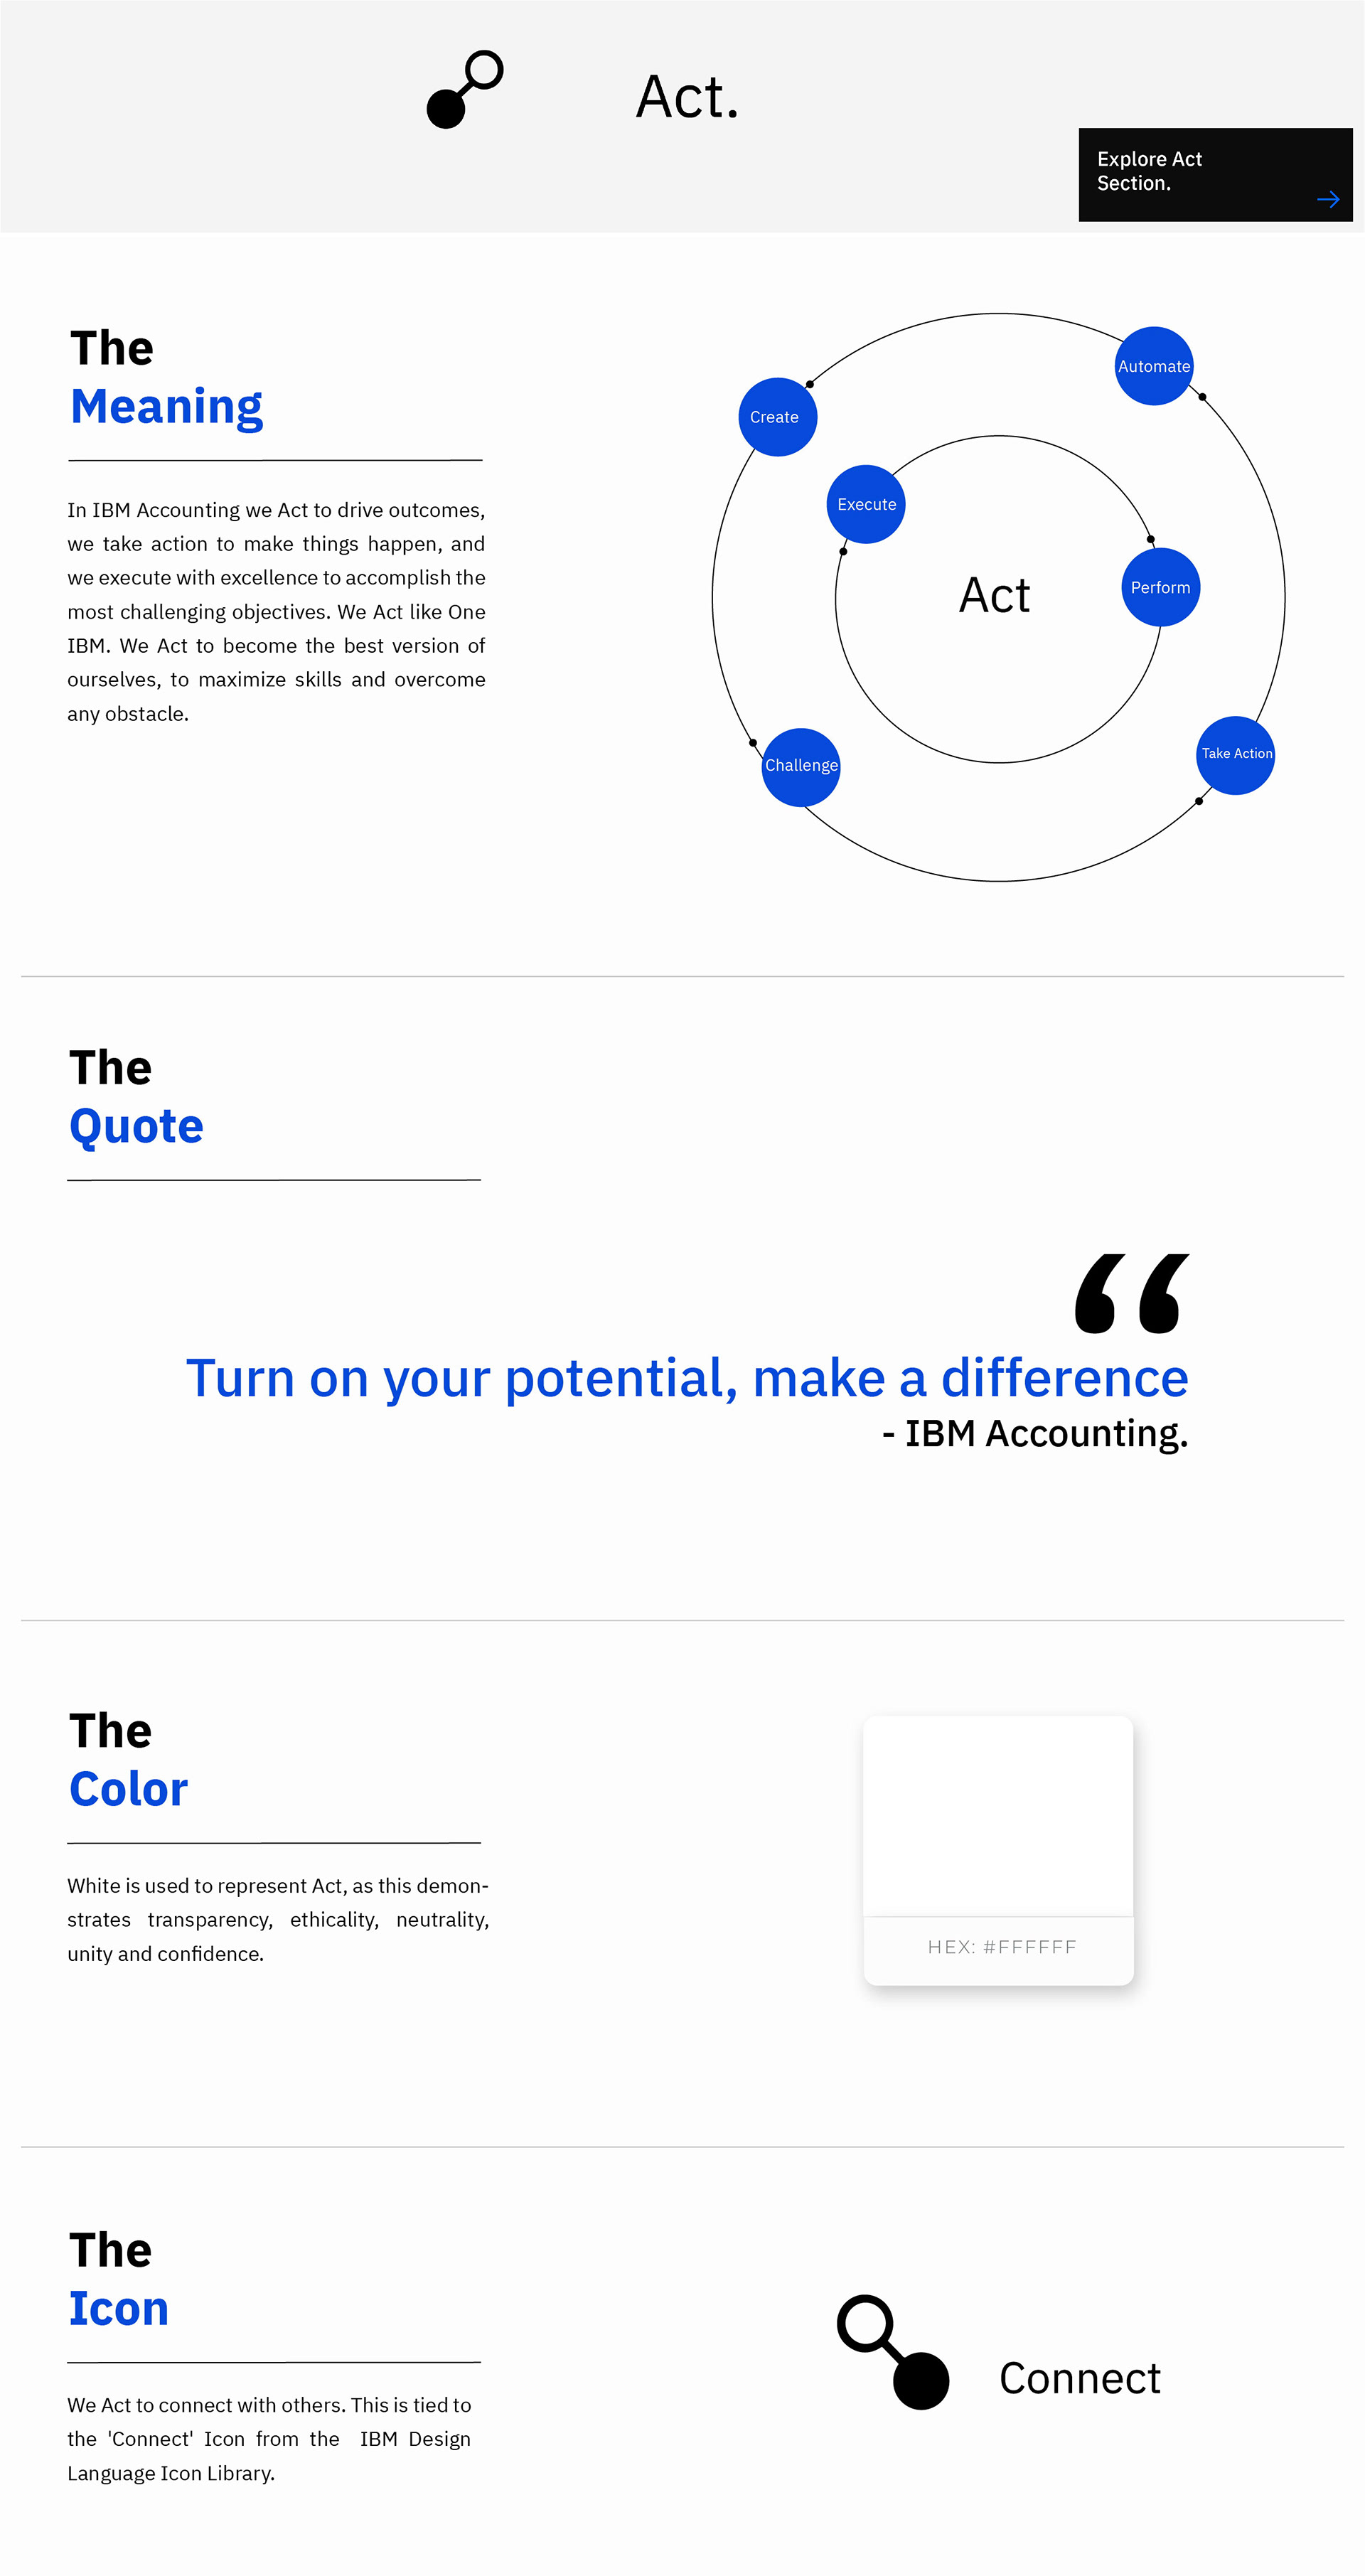 Act.
Explore Act
Section.
The
Meaning
In IBM Accounting we Act to drive outcomes,
we take action to make things happen, and
we execute with excellence to accomplish the
most challenging objectives. We Act like One
IBM. We Act to become the best version of
ourselves, to maximize skills and overcome
any obstacle.
Automate
Create
Execute
Perform
Act
Take Action
Challenge
The
Quote
“
Turn on your potential, make a difference
- IBM Accounting.
The
Color
White is used to represent Act, as this demon-
strates transparency, ethicality, neutrality,
unity and confidence.
HEX: #FFFFFF
The
Icon
We Act to connect with others. This is tied to
the 'Connect' Icon from the IBM Design
Language Icon Library.
Connect